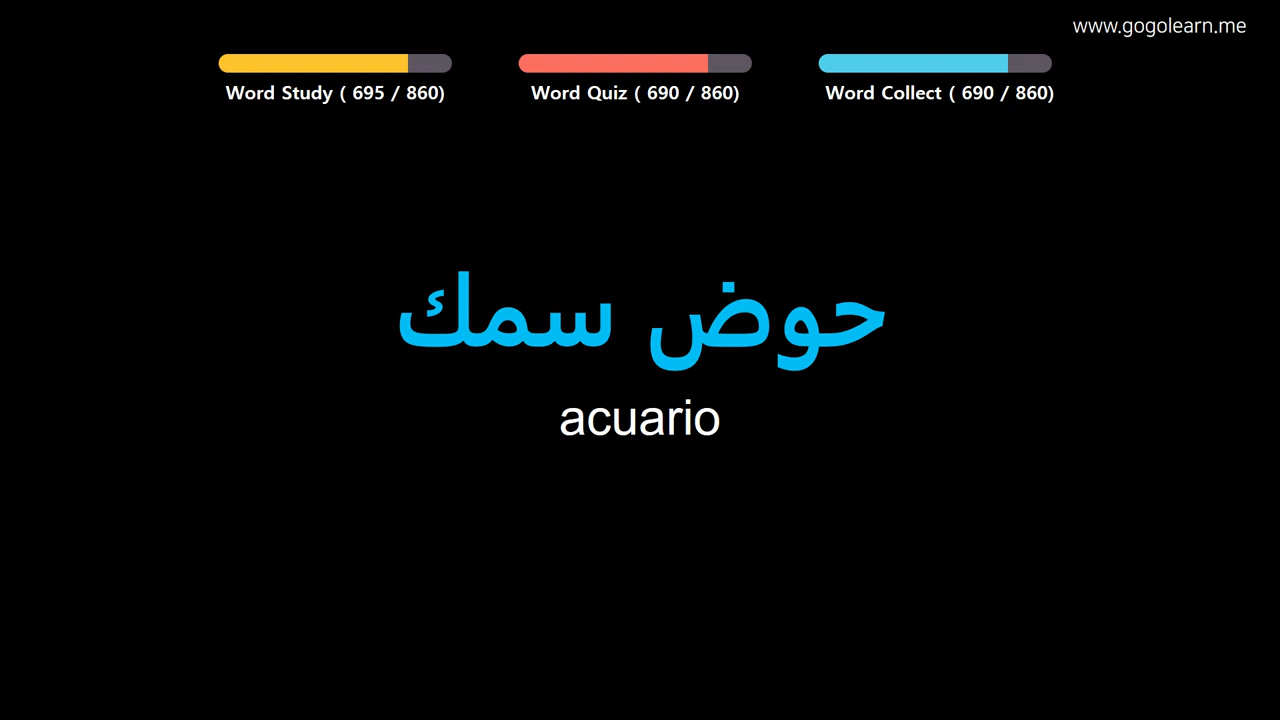 www.gogolearn.me
Word Study ( 695 / 860)
Word Quiz ( 690 / 860)
Word Collect ( 690 / 860)
حوض سمك
acuario